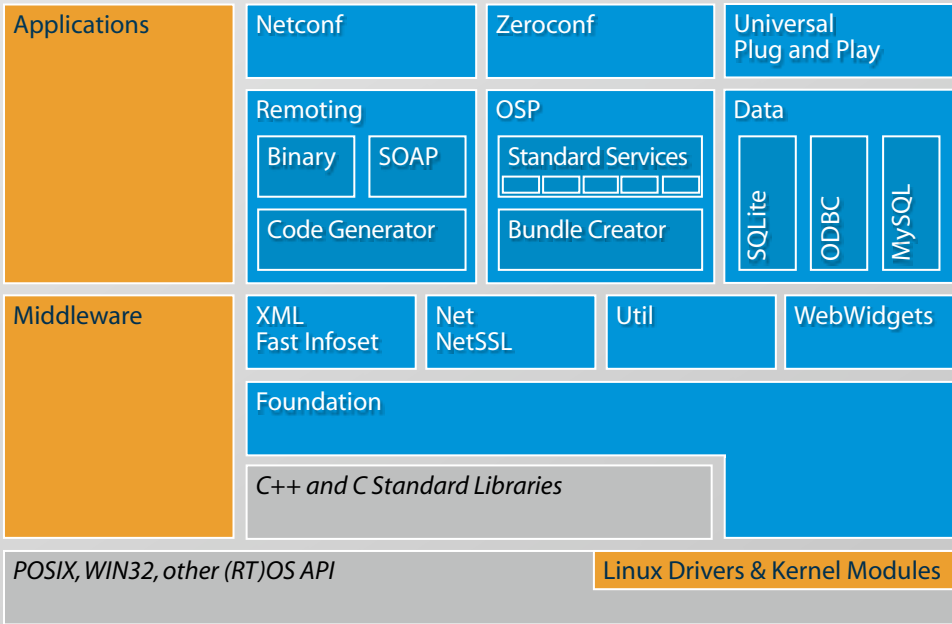 Applications
Netconf
Zeroconf
Universal
Plug and Play
Remoting
Binary
SOAP
Code Generator
OSP
Standard Services
Bundle Creator
Data
SQLite
ODBC
MySQL
Middleware
XML
Fast Infoset
Net
NetSSL
Util
WebWidgets
Foundation
C++ and C Standard Libraries
POSIX, WIN32, other (RT)OS API
Linux Drivers & Kernel Modules